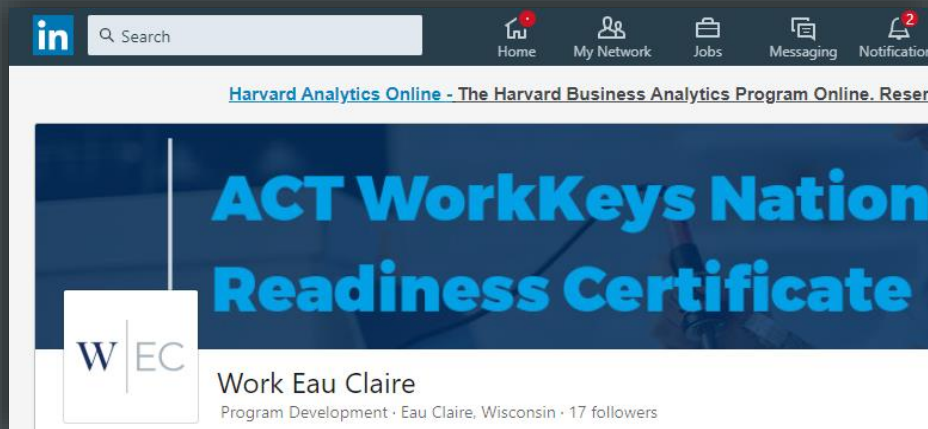 in
Search
Home
My Network
Jobs
Messaging
2
Notification
Harvard Analytics Online - The Harvard Business Analytics Program Online. Reser
ACT WorkKeys Nation
Readiness Certificate
W EC
Work Eau Claire
Program Development · Eau Claire, Wisconsin · 17 followers